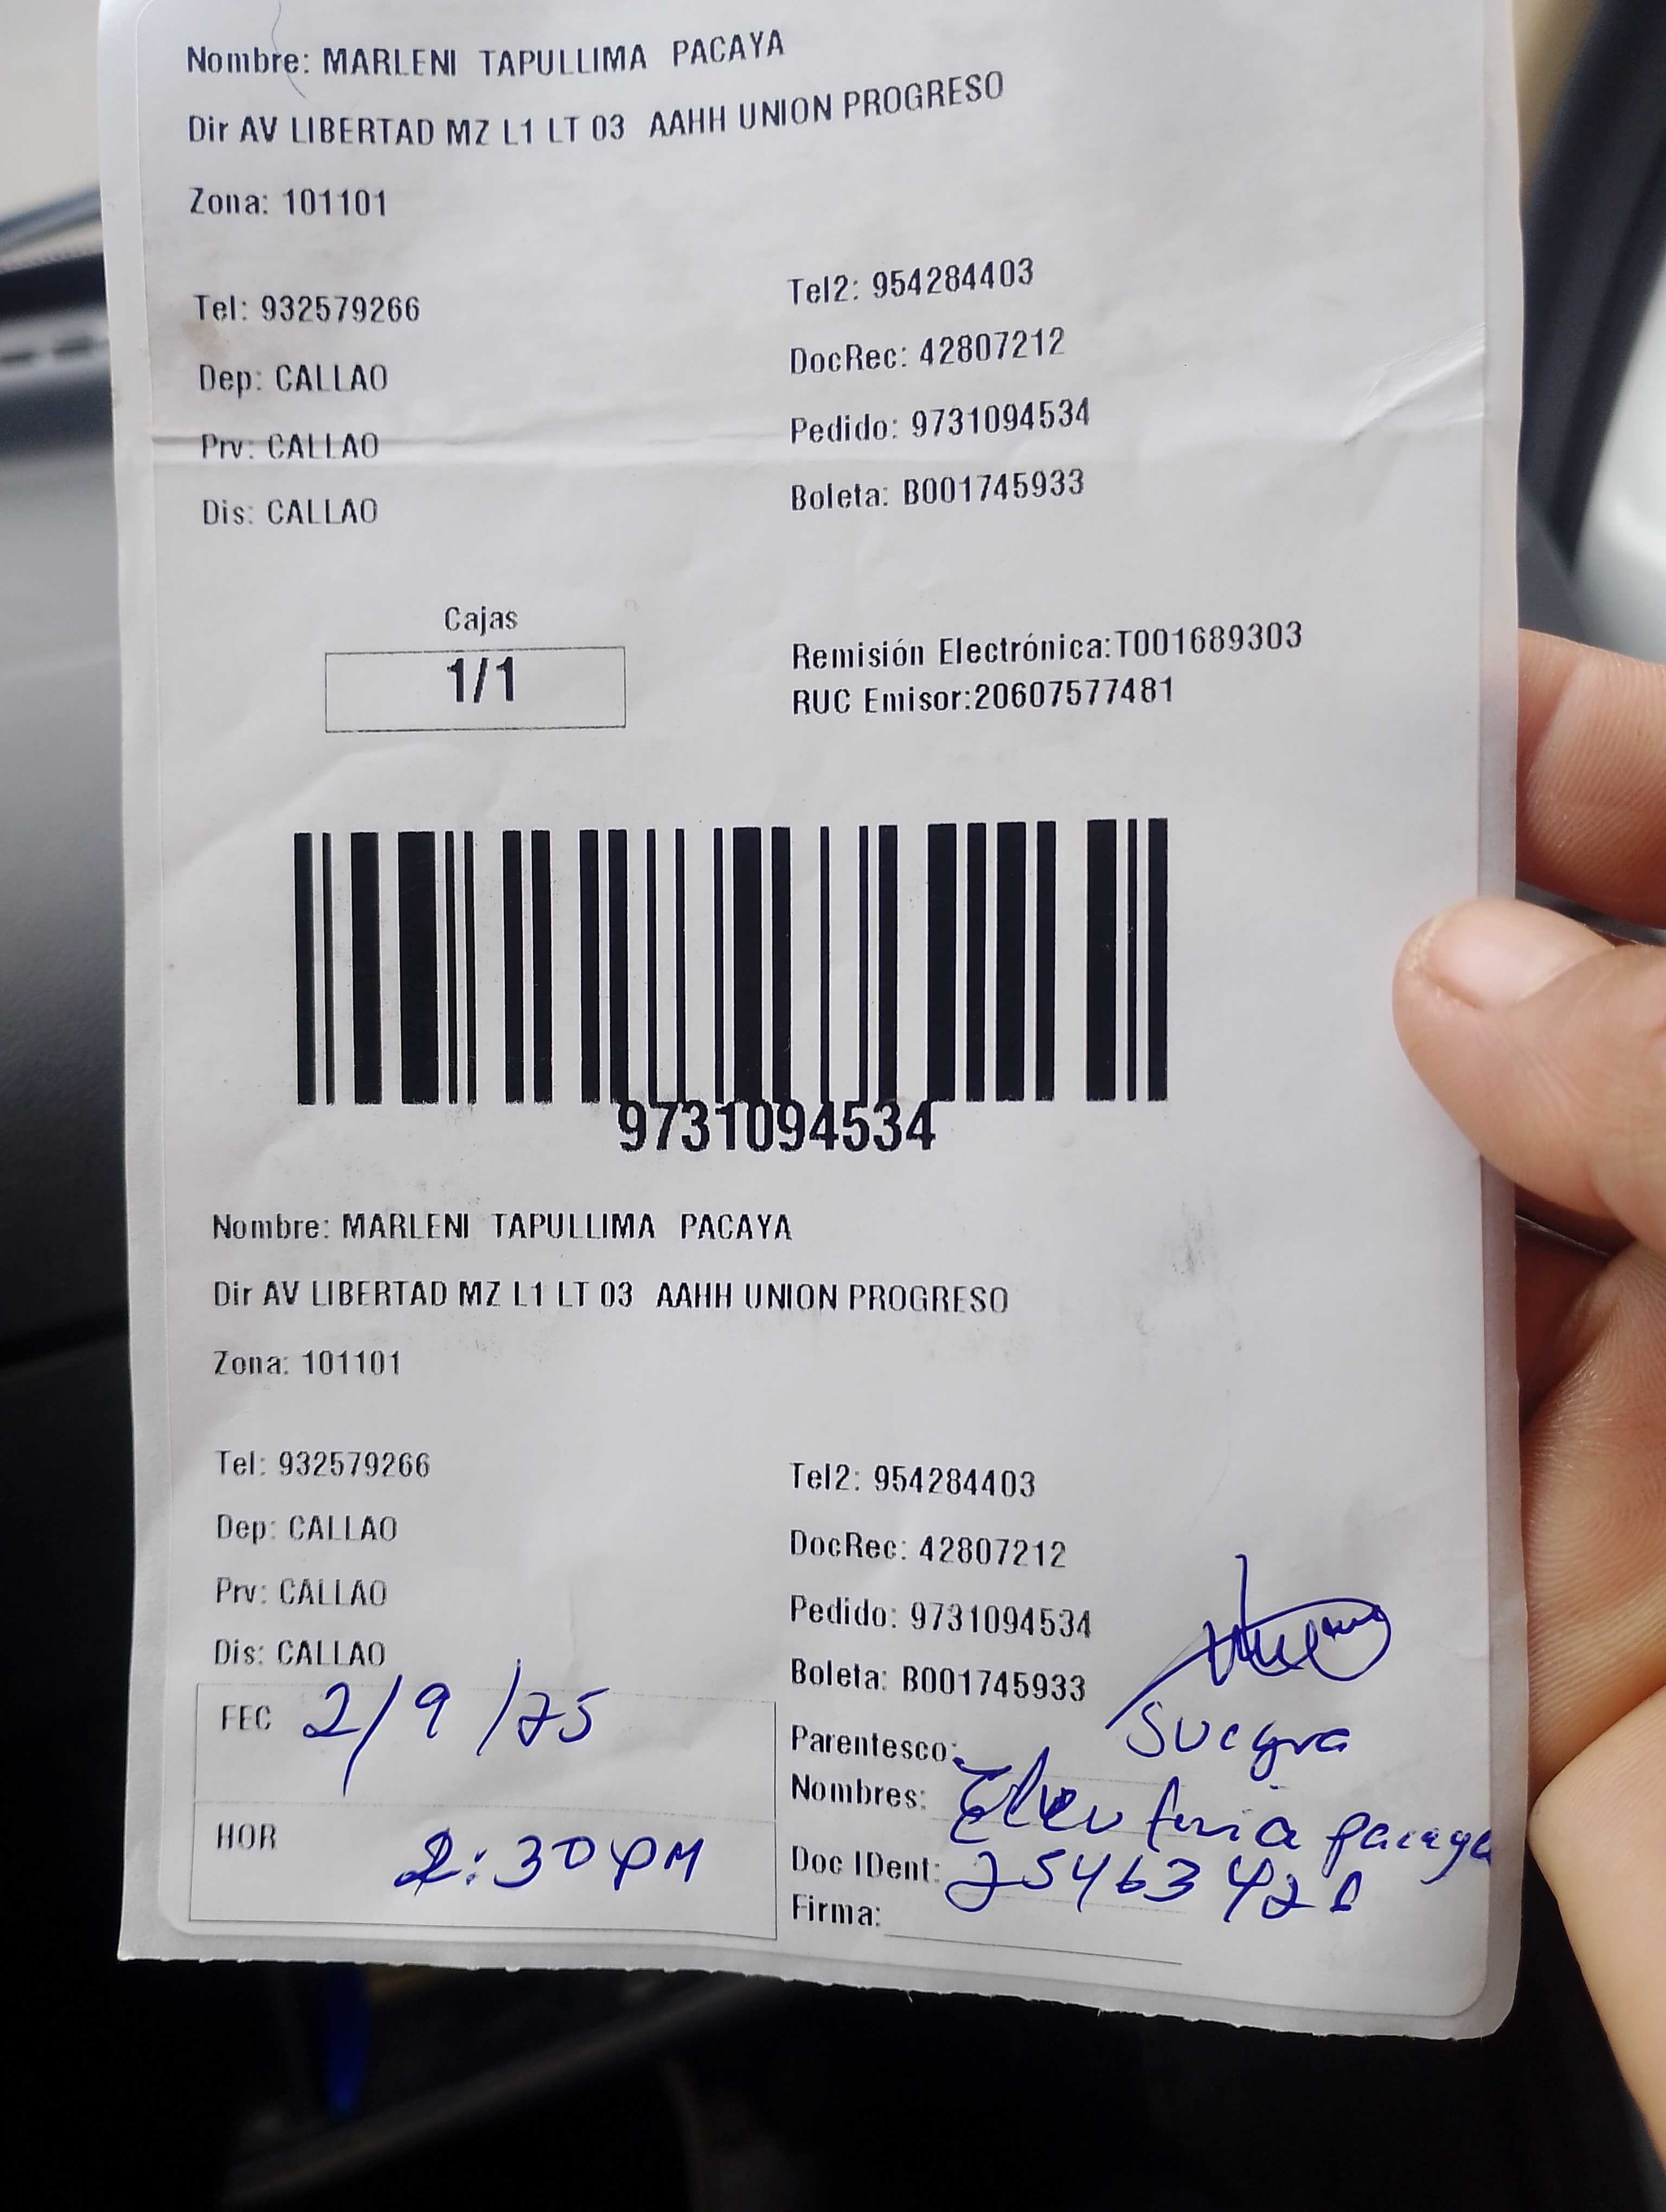 Nombre: MARLENI TAPULLIMA PACAYA
Dir AV LIBERTAD MZ L1 LT 03 AAHH UNION PROGRESO
Zona: 101101
Tel: 932579266
Tel2: 954284403
Dep: CALLAO
DocRec: 42807212
Prv: CALLAO
Pedido: 9731094534
Dis: CALLAO
Boleta: B001745933
Cajas
1/1
Remisión Electrónica:T001689303
RUC Emisor:20607577481
9731094534
Nombre: MARLENI TAPULLIMA PACAYA
Dir AV LIBERTAD MZ L1 LT 03 AAHH UNION PROGRESO
Zona: 101101
Tel: 932579266
Tel2: 954284403
Dep: CALLAO
DocRec: 42807212
Prv: CALLAO
Pedido: 9731094534
Dis: CALLAO
Boleta: B001745933
FEC 2/9/25
Parentesco: Suegra
Nombres: Eleuteria Pacaya
HOR 2:30 PM
Doc IDent:
Firma: